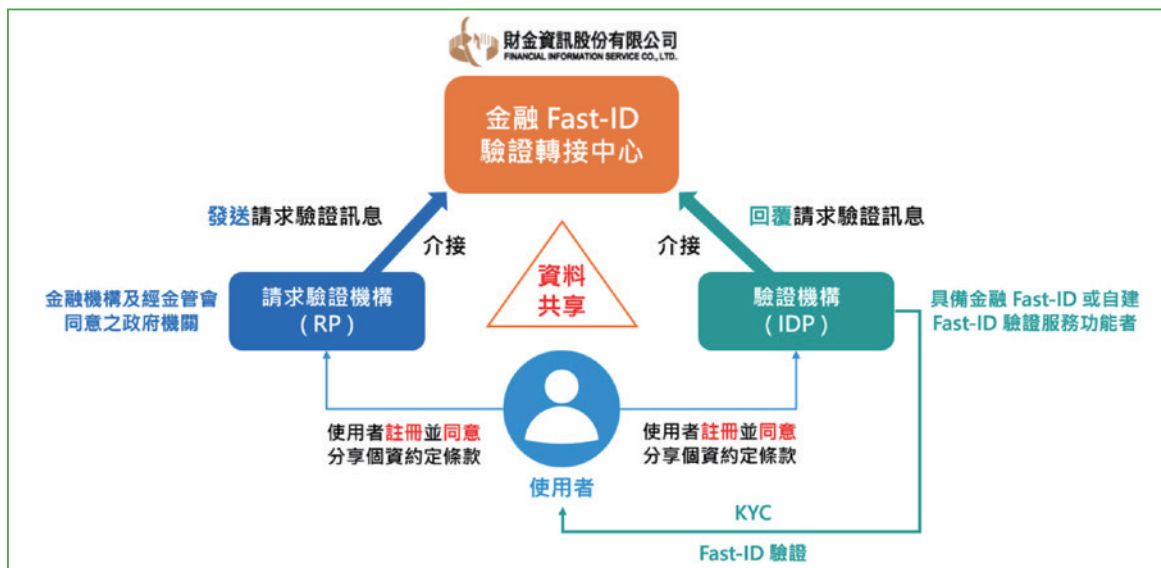 財金資訊股份有限公司
FINANCIAL INFORMATION SERVICE CO., LTD.
金融 Fast-ID
驗證轉接中心
發送請求驗證訊息
介接
回覆請求驗證訊息
介接
資料
共享
金融機構及經金管會
同意之政府機關
請求驗證機構
(RP)
驗證機構
(IDP)
具備金融 Fast-ID 或自建
Fast-ID 驗證服務功能者
使用者註冊並同意
分享個資約定條款
使用者註冊並同意
分享個資約定條款
使用者
KYC
Fast-ID 驗證